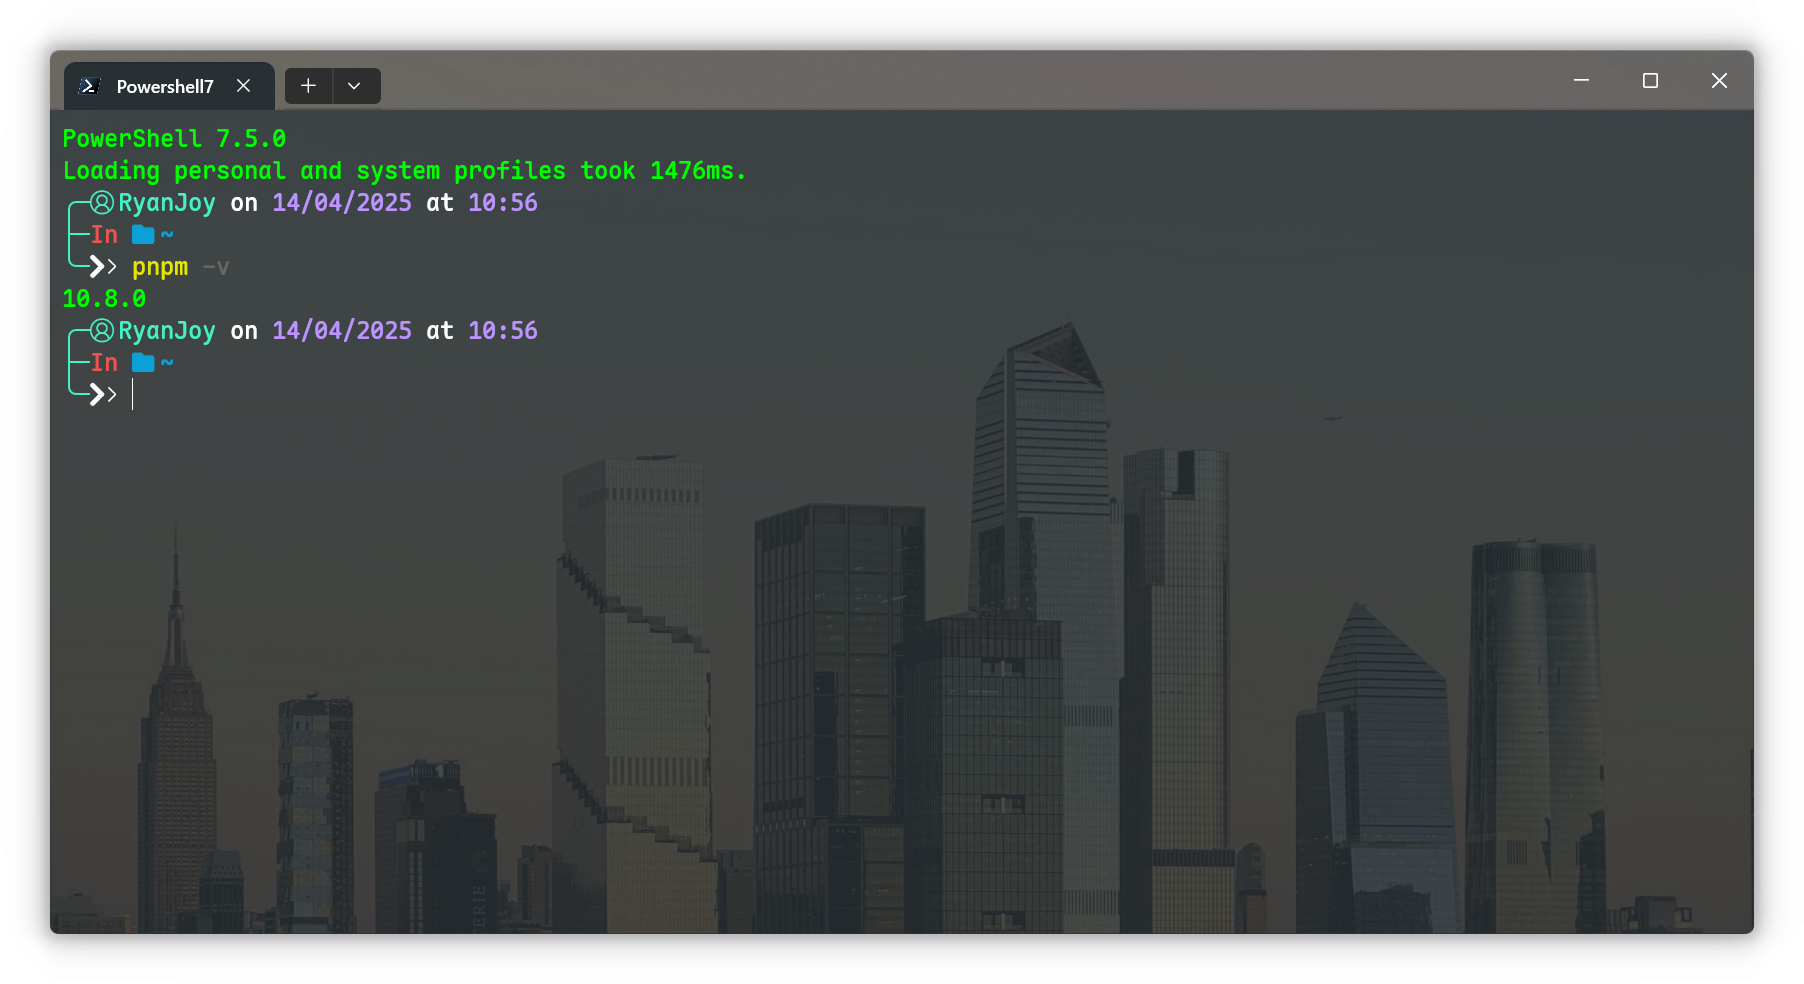 Powershell7
PowerShell 7.5.0
Loading personal and system profiles took 1476ms.
RyanJoy on 14/04/2025 at 10:56
In ~
pnpm -v
10.8.0
RyanJoy on 14/04/2025 at 10:56
In ~